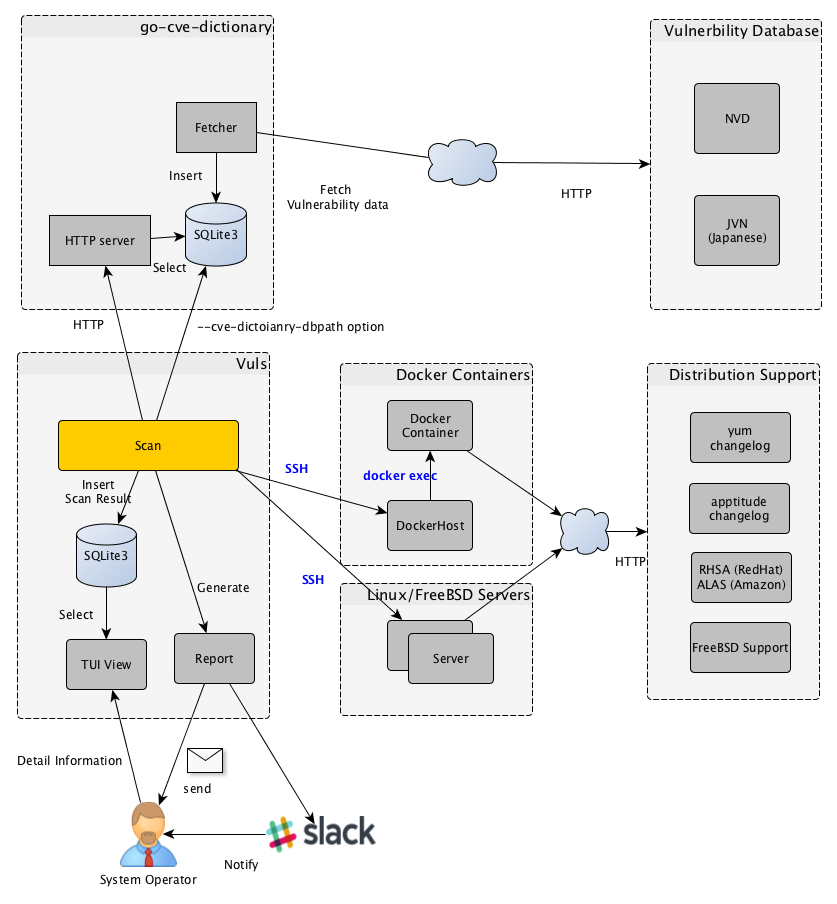 go-cve-dictionary
Vulnerbility Database
Fetcher
NVD
Insert
Fetch
Vulnerability data
HTTP
JVN
(Japanese)
HTTP server
SQLite3
Select
HTTP
--cve-dictoianry-dbpath option
Vuls
Docker Containers
Distribution Support
Docker
Container
yum
changelog
Scan
SSH
docker exec
Insert
Scan Result
apptitude
changelog
DockerHost
SQLite3
HTTP
RHSA (RedHat)
ALAS (Amazon)
SSH
Generate
Linux/FreeBSD Servers
Select
TUI View
Report
Server
FreeBSD Support
Detail Information
send
slack
Notify
System Operator